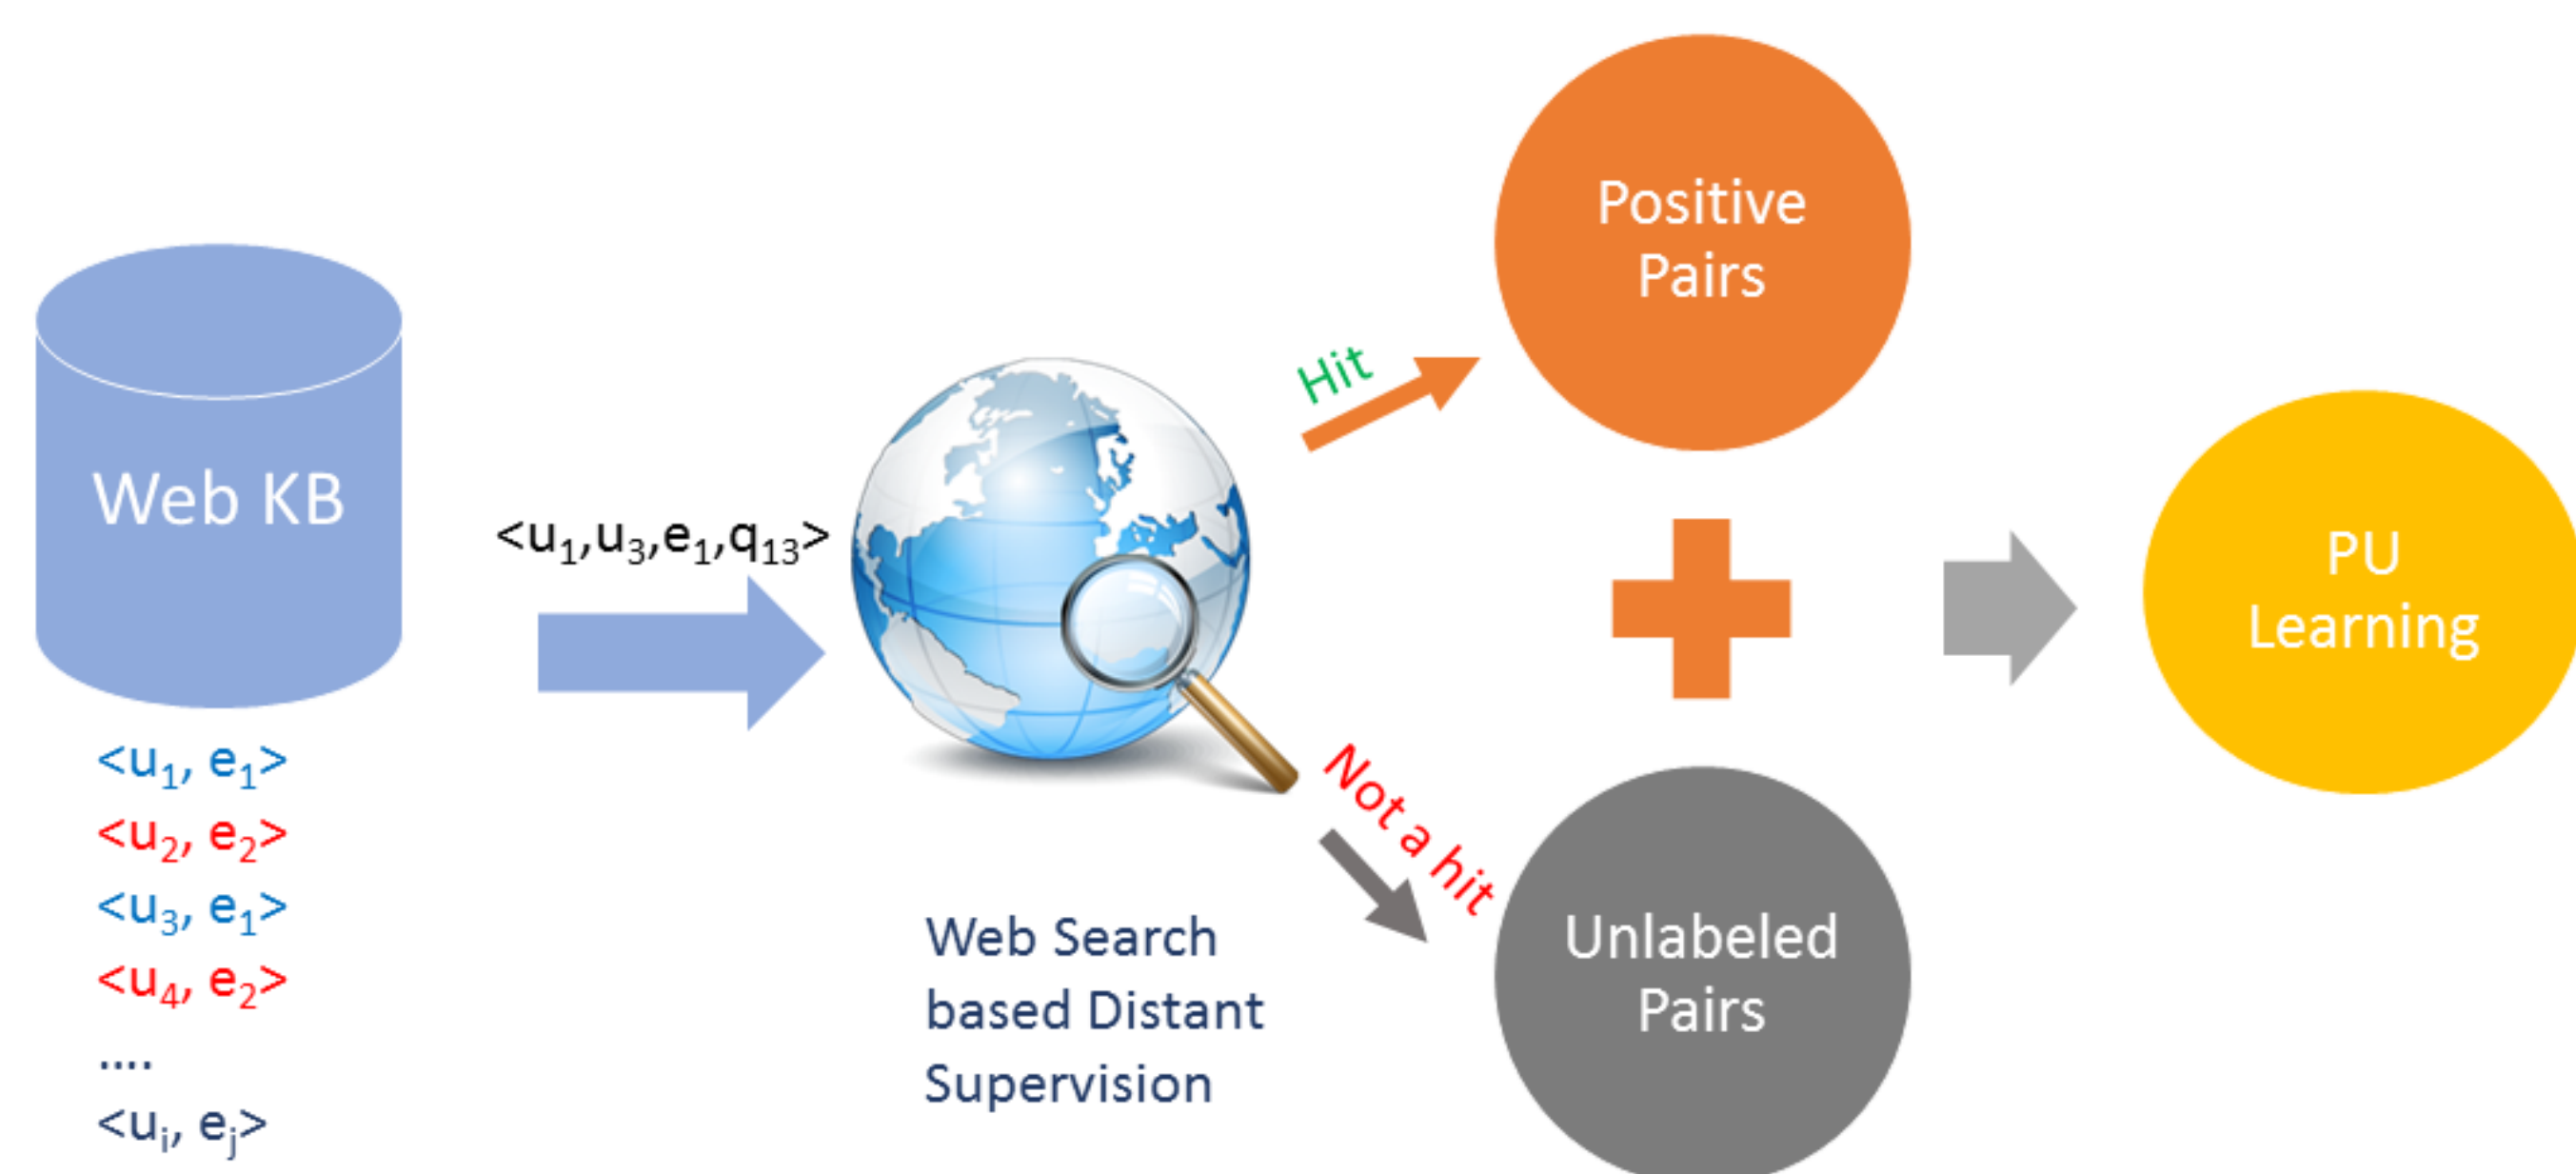 Web KB
<u₁, e₁>
<u₂, e₂>
<u₃, e₁>
<u₄, e₂>
....
<uᵢ, eⱼ>
<u₁,u₃,e₁,q₁₃>
Web Search
based Distant
Supervision
Hit
Not a hit
Positive
Pairs
Unlabeled
Pairs
PU
Learning